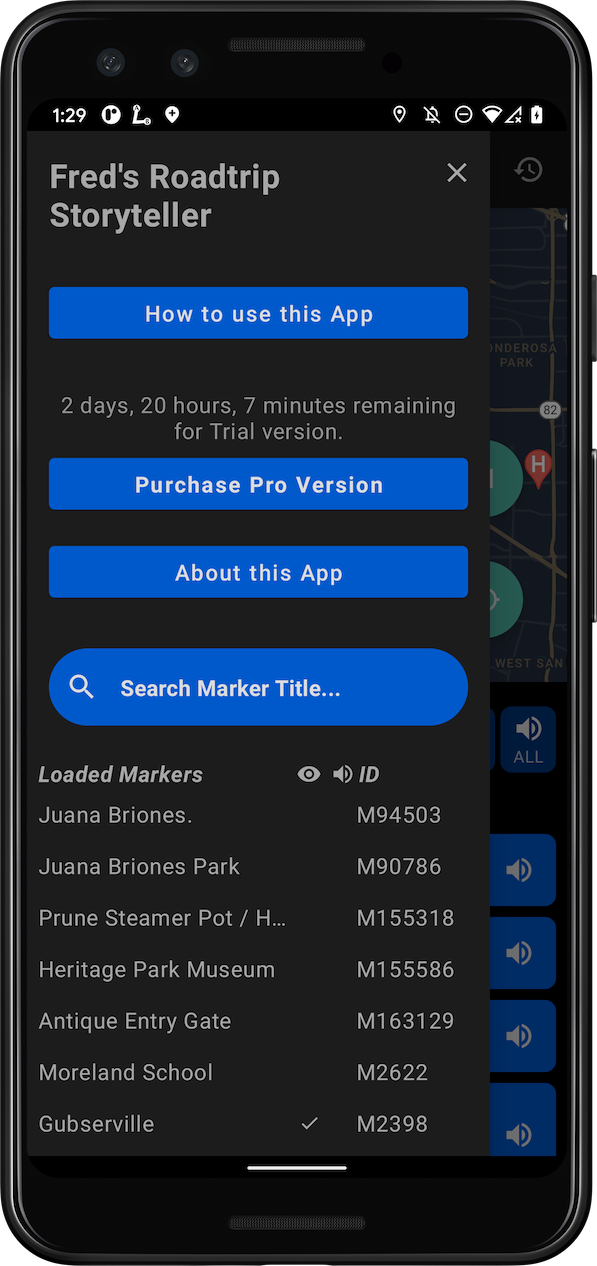 1:29
Fred's Roadtrip
Storyteller
How to use this App
2 days, 20 hours, 7 minutes remaining
for Trial version.
Purchase Pro Version
About this App
Search Marker Title...
Loaded Markers ID
Juana Briones. M94503
Juana Briones Park M90786
Prune Steamer Pot / H... M155318
Heritage Park Museum M155586
Antique Entry Gate M163129
Moreland School M2622
Gubserville M2398
NDEROSA
PARK
82
H
WEST SAN
ALL